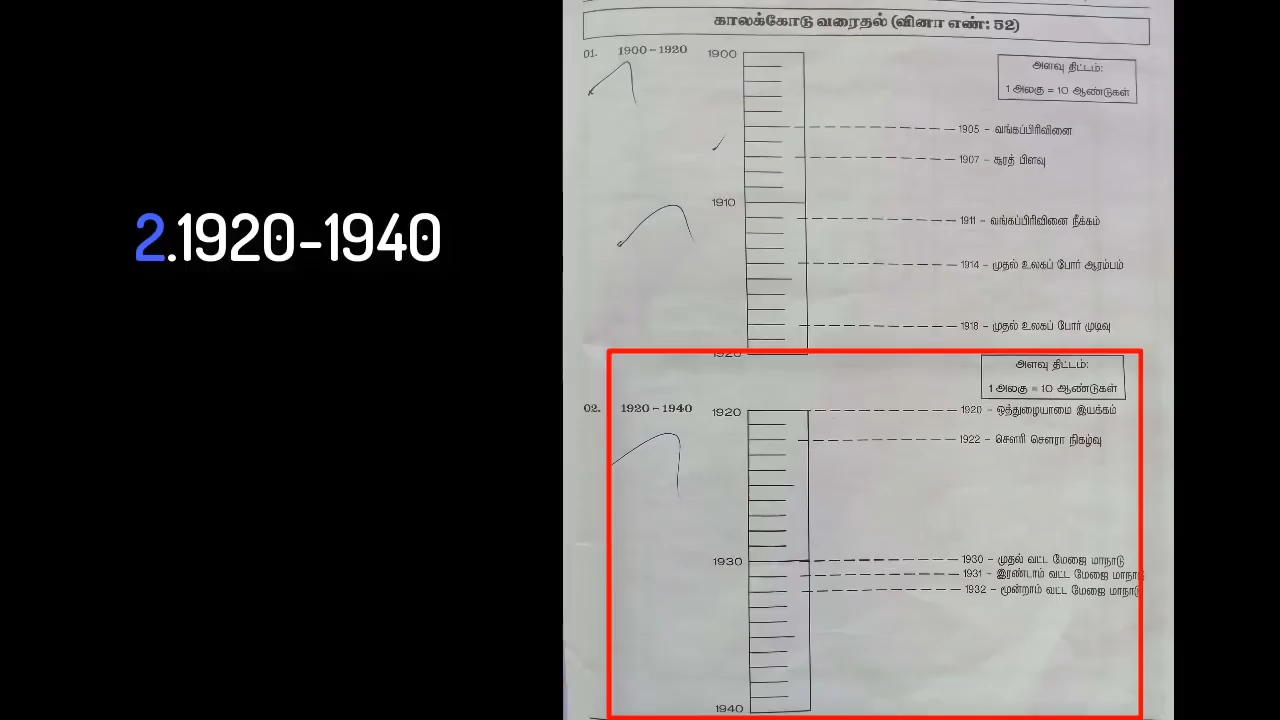 2.1920-1940
காலக்கோடு வரைதல் (வினா எண்: 52)
01. 1900 - 1920
1900
அளவு திட்டம்:
1 அலகு = 10 ஆண்டுகள்
1905 - வங்கப்பிரிவினை
1907 - சூரத் பிளவு
1910
1911 - வங்கப்பிரிவினை நீக்கம்
1914 - முதல் உலகப் போர் ஆரம்பம்
1918 - முதல் உலகப் போர் முடிவு
1920
அளவு திட்டம்:
1 அலகு = 10 ஆண்டுகள்
02. 1920 - 1940
1920
1920 - ஒத்துழையாமை இயக்கம்
1922 - சௌரி சௌரா நிகழ்வு
1930
1930 - முதல் வட்ட மேஜை மாநாடு
1931 - இரண்டாம் வட்ட மேஜை மாநாடு
1932 - மூன்றாம் வட்ட மேஜை மாநாடு
1940